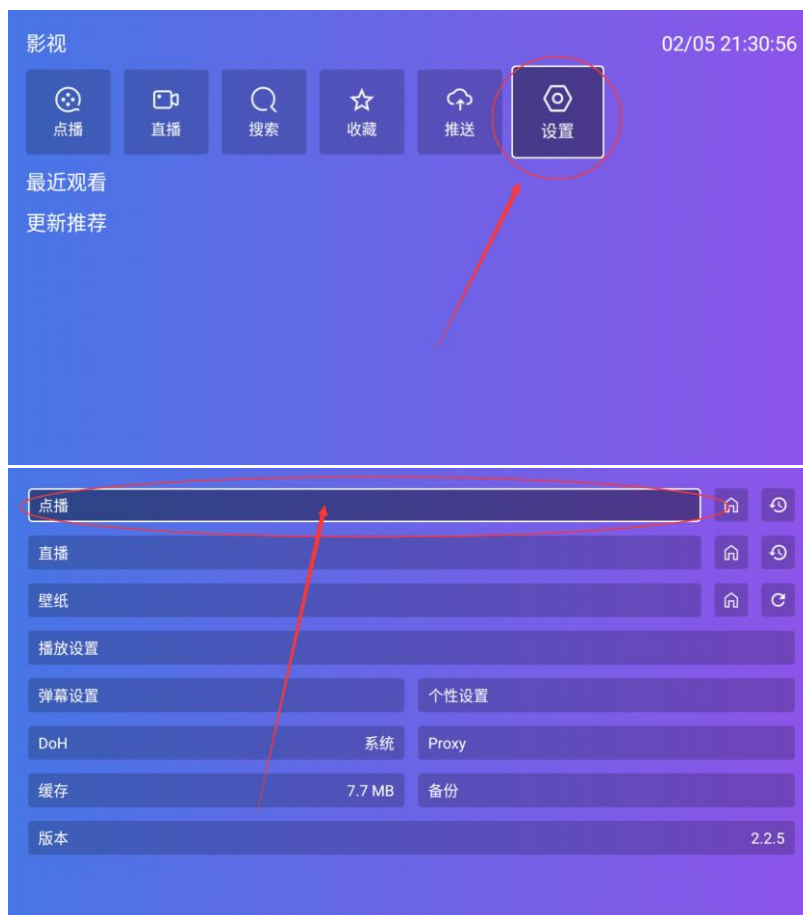 影视 02/05 21:30:56
点播 直播 搜索 收藏 推送 设置
最近观看
更新推荐
点播
直播
壁纸
播放设置
弹幕设置 个性设置
DoH 系统 Proxy
缓存 7.7 MB 备份
版本 2.2.5